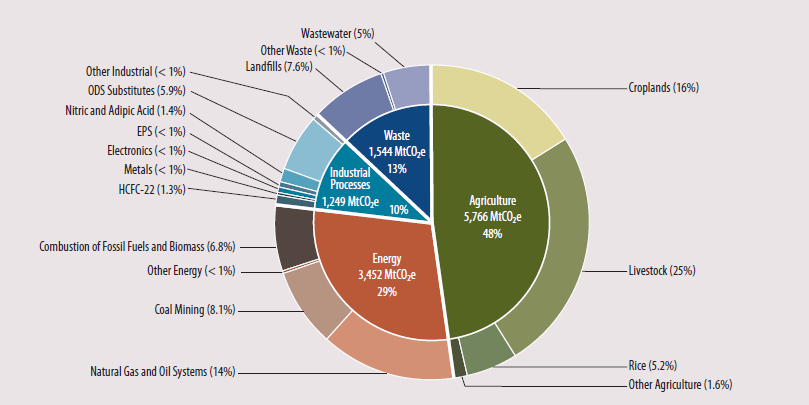 Wastewater (5%)
Other Waste (< 1%)
Landfills (7.6%)
Other Industrial (< 1%)
ODS Substitutes (5.9%)
Nitric and Adipic Acid (1.4%)
EPS (< 1%)
Electronics (< 1%)
Metals (< 1%)
HCFC-22 (1.3%)
Combustion of Fossil Fuels and Biomass (6.8%)
Other Energy (< 1%)
Coal Mining (8.1%)
Natural Gas and Oil Systems (14%)
Waste
1,544 MtCO₂e
13%
Industrial
Processes
1,249 MtCO₂e
10%
Energy
3,452 MtCO₂e
29%
Agriculture
5,766 MtCO₂e
48%
Croplands (16%)
Livestock (25%)
Rice (5.2%)
Other Agriculture (1.6%)